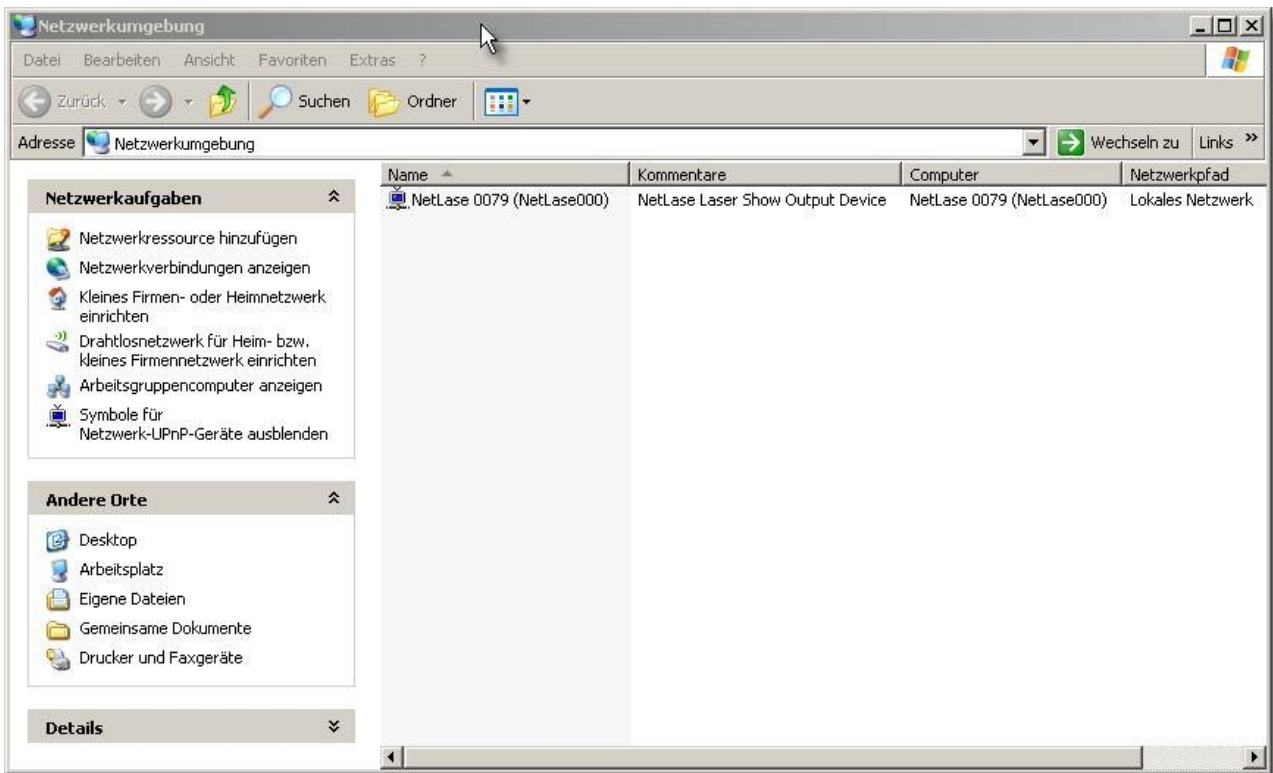 Netzwerkumgebung
Datei Bearbeiten Ansicht Favoriten Extras ?
Zurück Suchen Ordner
Adresse Netzwerkumgebung Wechseln zu Links »
Netzwerkaufgaben
Netzwerkressource hinzufügen
Netzwerkverbindungen anzeigen
Kleines Firmen- oder Heimnetzwerk
einrichten
Drahtlosnetzwerk für Heim- bzw.
kleines Firmennetzwerk einrichten
Arbeitsgruppencomputer anzeigen
Symbole für
Netzwerk-UPnP-Geräte ausblenden
Andere Orte
Desktop
Arbeitsplatz
Eigene Dateien
Gemeinsame Dokumente
Drucker und Faxgeräte
Details
Name Kommentare Computer Netzwerkpfad
NetLase 0079 (NetLase000) NetLase Laser Show Output Device NetLase 0079 (NetLase000) Lokales Netzwerk